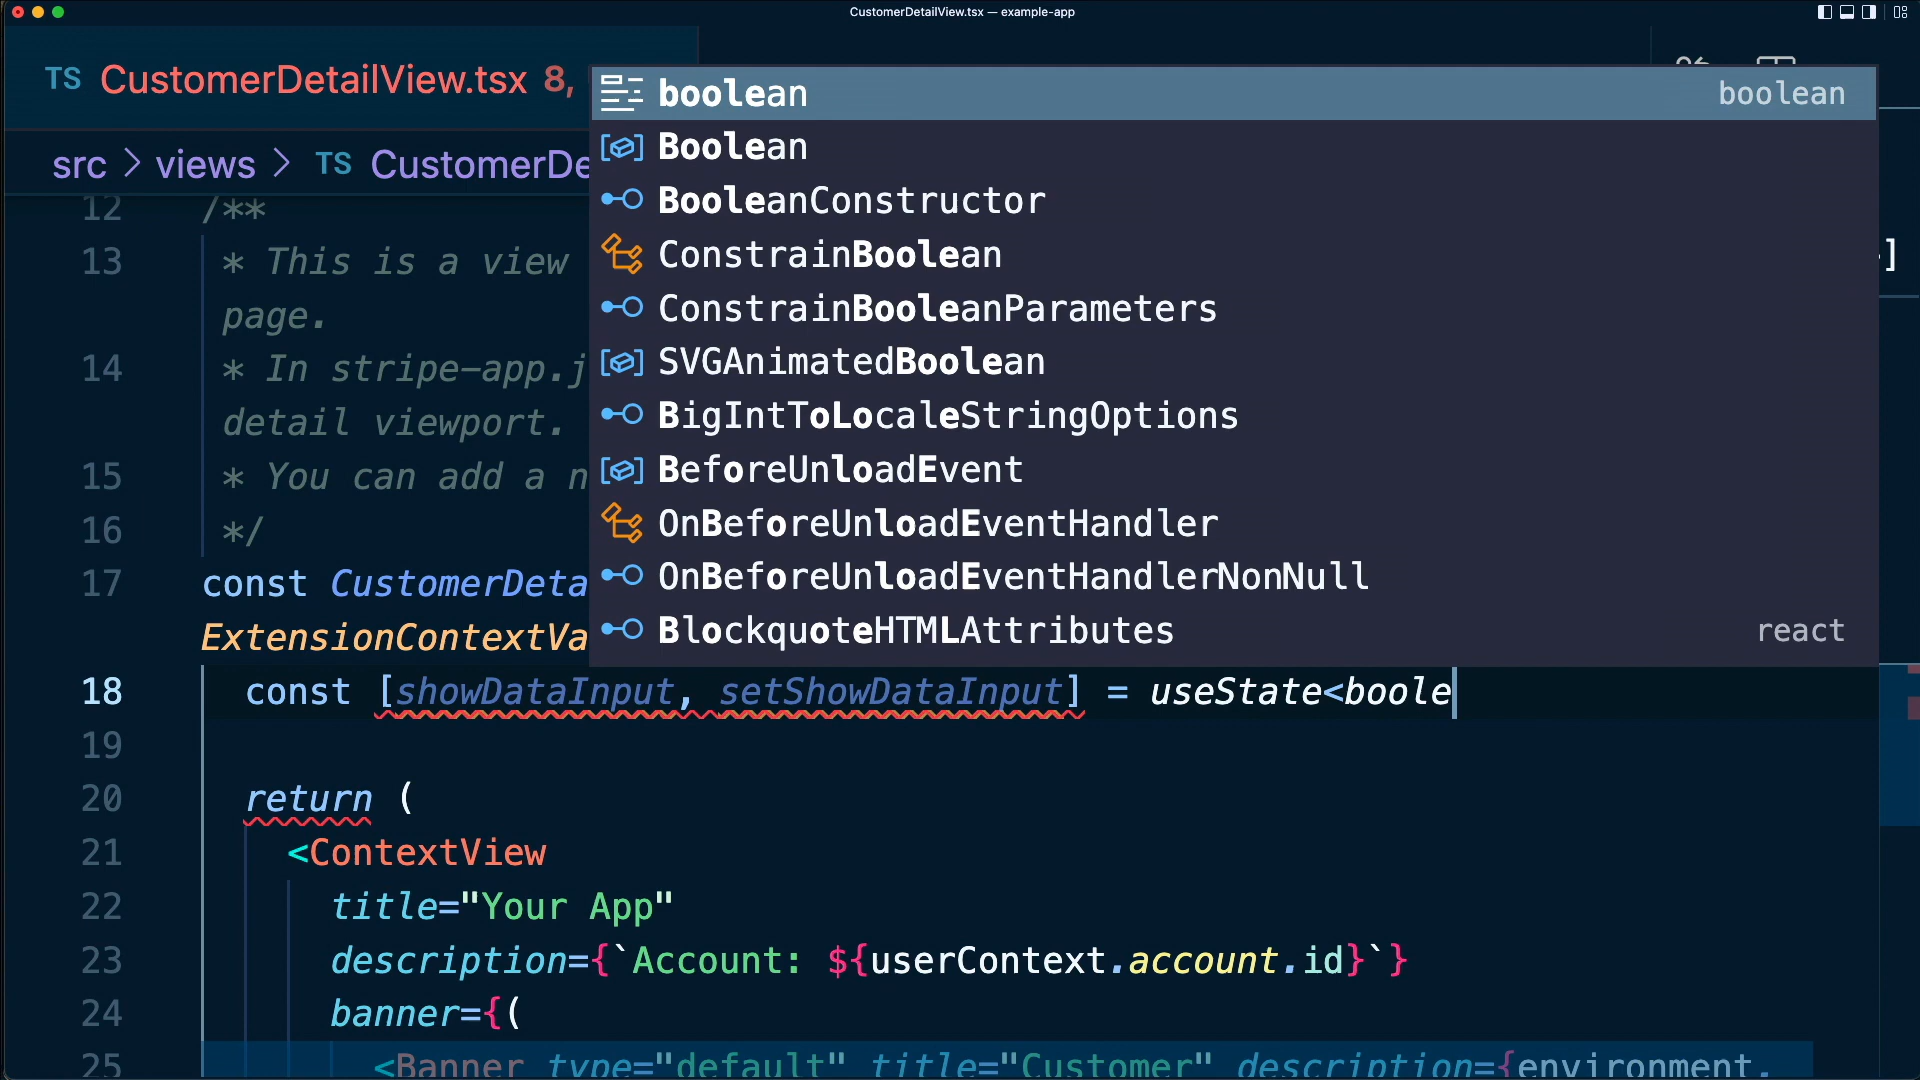 CustomerDetailView.tsx — example-app
TS CustomerDetailView.tsx 8,
src > views > TS CustomerDe
boolean boolean
Boolean
BooleanConstructor
ConstrainBoolean
ConstrainBooleanParameters
SVGAnimatedBoolean
BigIntToLocaleStringOptions
BeforeUnloadEvent
OnBeforeUnloadEventHandler
OnBeforeUnloadEventHandlerNonNull
BlockquoteHTMLAttributes react
12 /**
13 * This is a view
page.
14 * In stripe-app.j
detail viewport.
15 * You can add a n
16 */
17 const CustomerDeta
ExtensionContextVa
18 const [showDataInput, setShowDataInput] = useState<boole
19
20 return (
21 <ContextView
22 title="Your App"
23 description={`Account: ${userContext.account.id}`}
24 banner={(
25 <Banner type="default" title="Customer" description={environment.